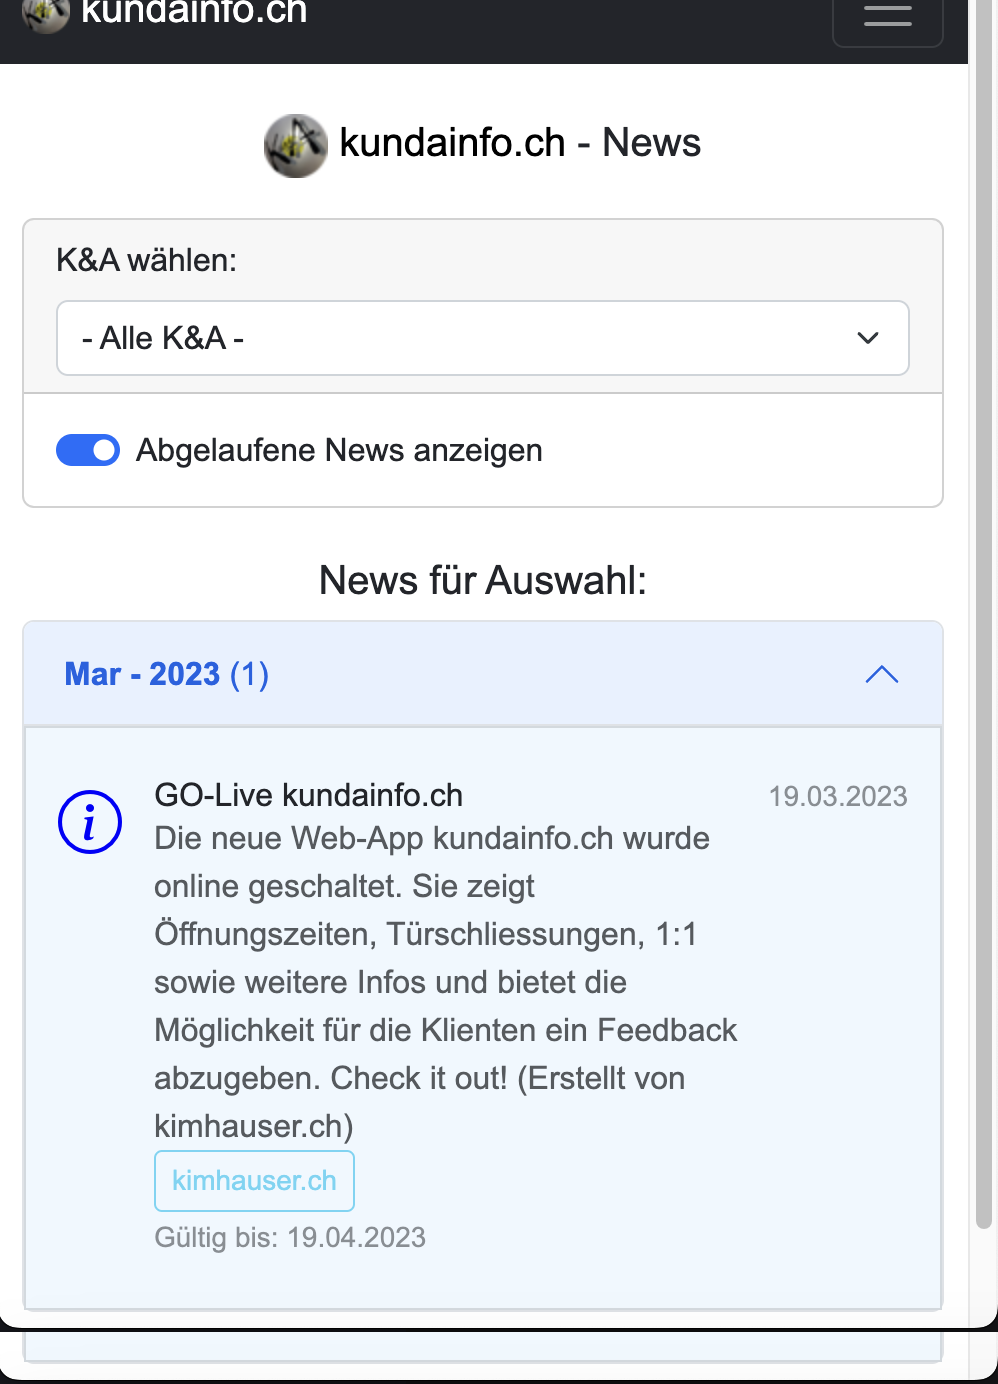 kundainfo.ch
kundainfo.ch - News
K&A wählen:
- Alle K&A -
Abgelaufene News anzeigen
News für Auswahl:
Mar - 2023 (1)
i
GO-Live kundainfo.ch
19.03.2023
Die neue Web-App kundainfo.ch wurde
online geschaltet. Sie zeigt
Öffnungszeiten, Türschliessungen, 1:1
sowie weitere Infos und bietet die
Möglichkeit für die Klienten ein Feedback
abzugeben. Check it out! (Erstellt von
kimhauser.ch)
kimhauser.ch
Gültig bis: 19.04.2023